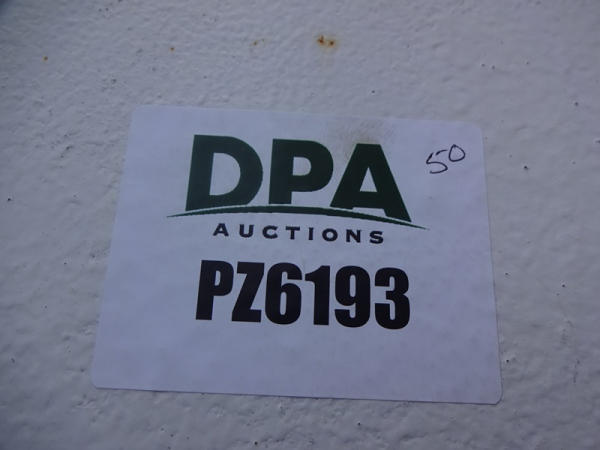 DPA
50
AUCTIONS
PZ6193